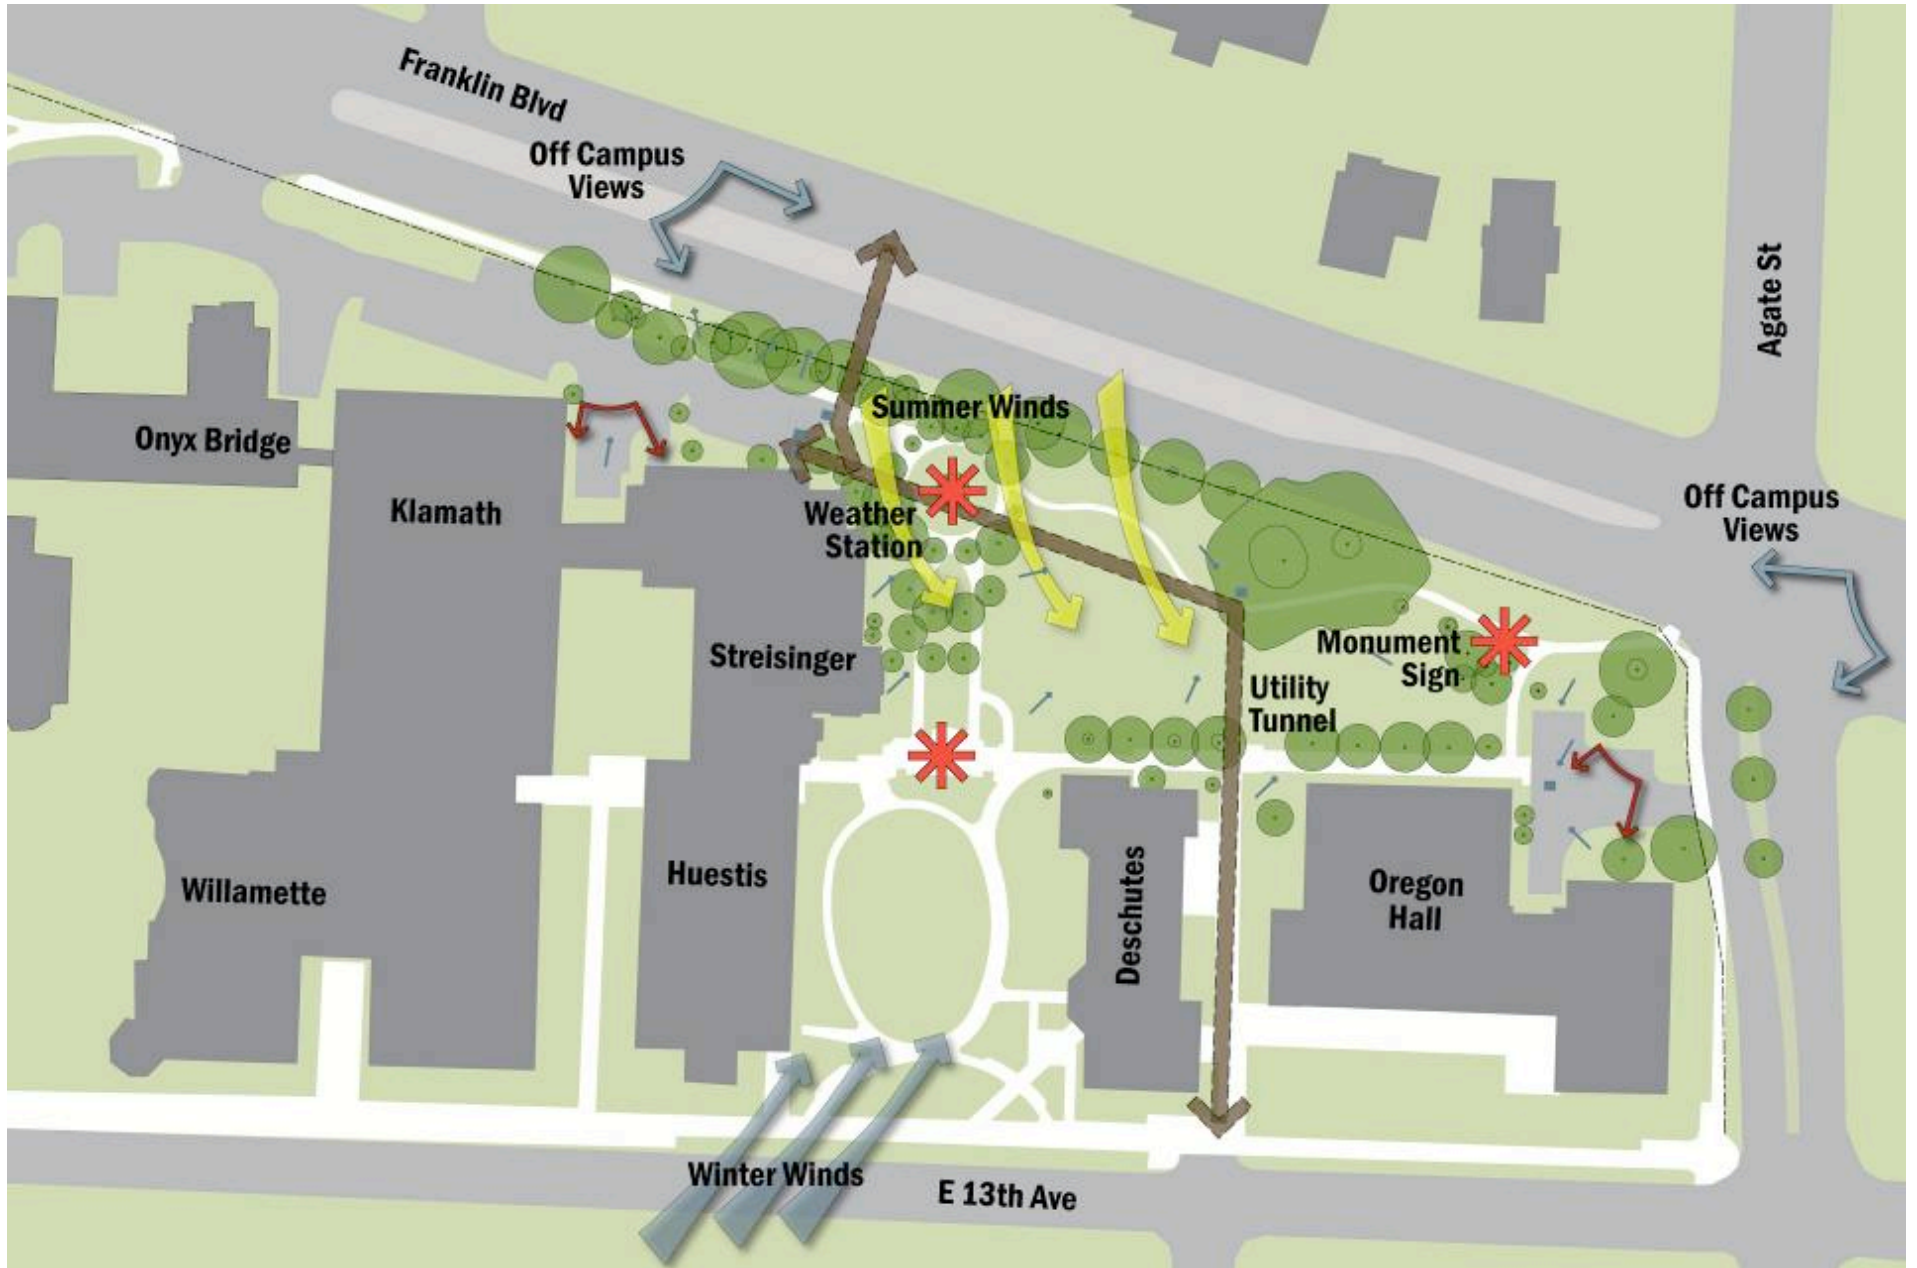 Franklin Blvd
Off Campus
Views
Agate St
Summer Winds
Onyx Bridge
Klamath
Off Campus
Views
Weather
Station
Streisinger
Monument
Sign
Utility
Tunnel
Huestis
Willamette
Deschutes
Oregon
Hall
Winter Winds
E 13th Ave